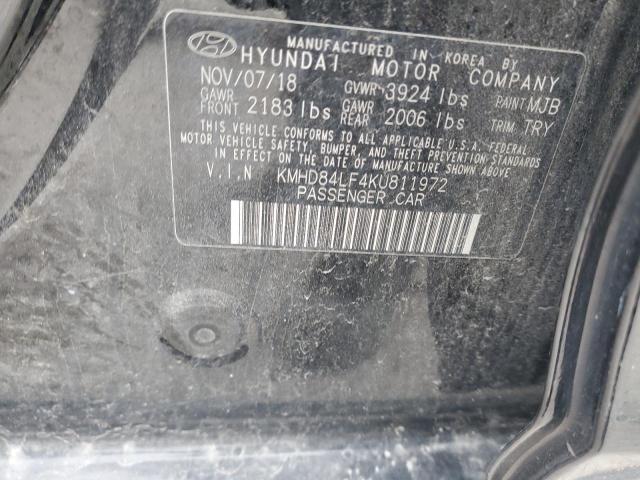 MANUFACTURED IN KOREA BY
HYUNDAI MOTOR COMPANY
NOV/07/18 GVWR 3924 lbs PAINT MJB
GAWR FRONT 2183 lbs GAWR REAR 2006 lbs TRIM TRY
THIS VEHICLE CONFORMS TO ALL APPLICABLE U.S.A. FEDERAL
MOTOR VEHICLE SAFETY AND THEFT PREVENTION STANDARDS
IN EFFECT ON THE DATE OF MANUFACTURE SHOWN ABOVE
V.I.N KMHD84LF4KU811972
PASSENGER CAR